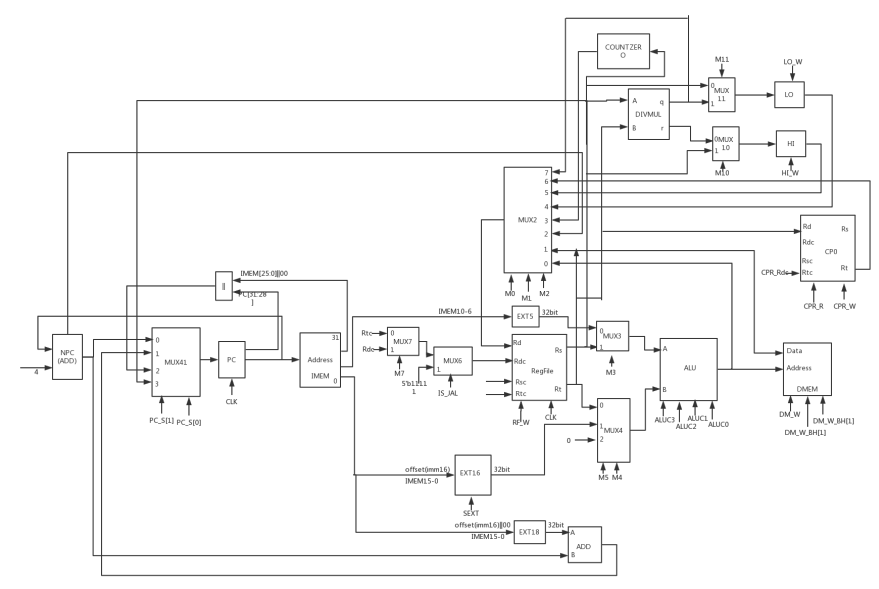 COUNTZER
O
M11
LO_W
0
MUX
11
1
LO
A
q
DIVMUL
B
r
0MUX
1 10
M10
HI
HI_W
7
6
5
4
3
2
1
0
MUX2
M0
M1
M2
Rd
Rs
Rdc
Rsc
CP0
CPR_Rdc
Rtc
Rt
CPR_R
CPR_W
IMEM[25:0]||00
||
PC[31:28
]
NPC
(ADD)
4
0
1
MUX41
2
3
PC_S[1]
PC_S[0]
PC
CLK
31
Address
IMEM
0
IMEM10-6
EXT5
32bit
Rtc
0
MUX7
Rdc
1
M7
MUX6
1
5'b1111
1
IS_JAL
Rd
Rs
Rdc
RegFile
Rsc
Rt
Rtc
RF_W
CLK
0
MUX3
1
M3
0
1
MUX4
0
2
M5
M4
A
ALU
B
ALUC3
ALUC2
ALUC1
ALUC0
Data
Address
DMEM
DM_W
DM_W_BH[1]
DM_W_BH[1]
offset(imm16)
IMEM15-0
EXT16
32bit
SEXT
offset(imm16)||00
IMEM15-0
EXT18
32bit
A
ADD
B